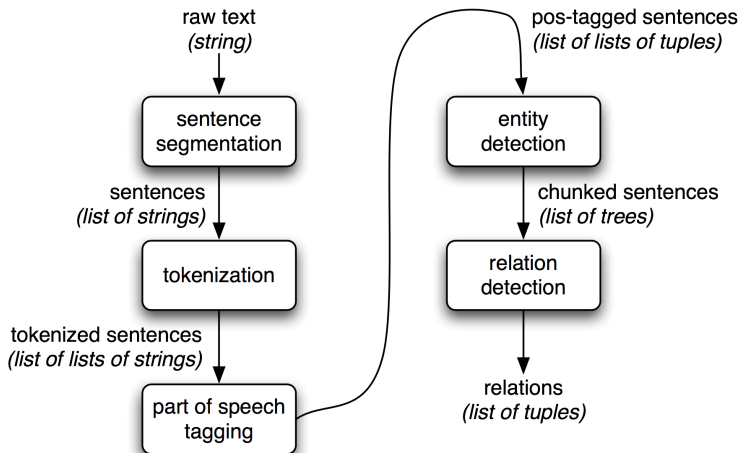 raw text
(string)
sentence
segmentation
sentences
(list of strings)
tokenization
tokenized sentences
(list of lists of strings)
part of speech
tagging
pos-tagged sentences
(list of lists of tuples)
entity
detection
chunked sentences
(list of trees)
relation
detection
relations
(list of tuples)